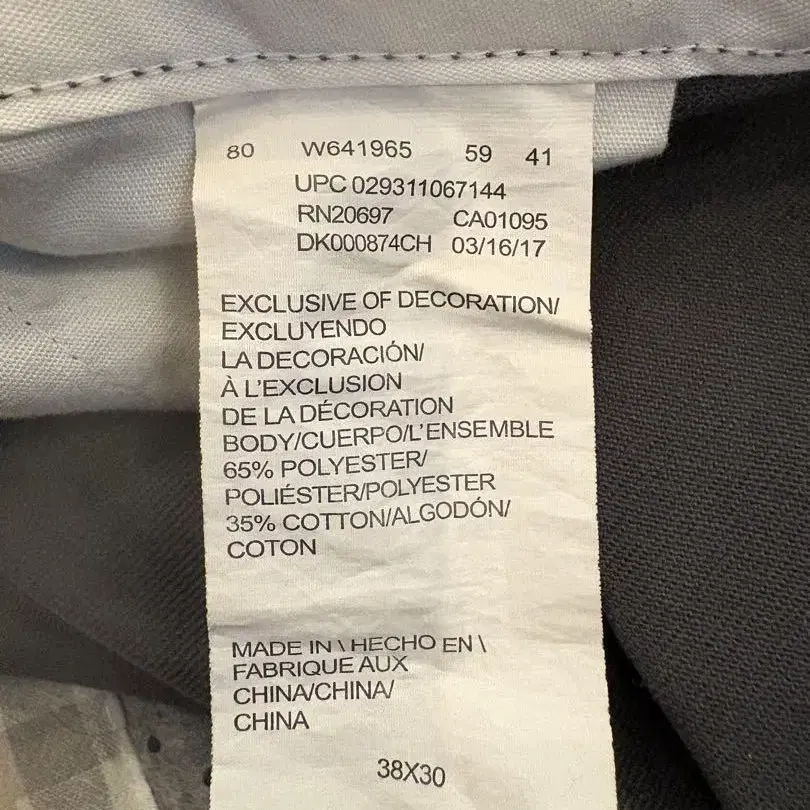 80 W641965 59 41
UPC 029311067144
RN20697 CA01095
DK000874CH 03/16/17
EXCLUSIVE OF DECORATION/
EXCLUYENDO
LA DECORACIÓN/
À L'EXCLUSION
DE LA DÉCORATION
BODY/CUERPO/L'ENSEMBLE
65% POLYESTER/
POLIÉSTER/POLYESTER
35% COTTON/ALGODÓN/
COTON
MADE IN \ HECHO EN \
FABRIQUE AUX
CHINA/CHINA/
CHINA
38X30